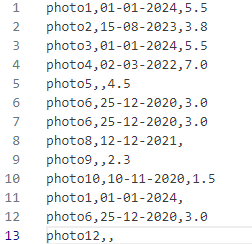 1 photo1,01-01-2024,5.5
2 photo2,15-08-2023,3.8
3 photo3,01-01-2024,5.5
4 photo4,02-03-2022,7.0
5 photo5,,4.5
6 photo6,25-12-2020,3.0
7 photo6,25-12-2020,3.0
8 photo8,12-12-2021,
9 photo9,,2.3
10 photo10,10-11-2020,1.5
11 photo1,01-01-2024,
12 photo6,25-12-2020,3.0
13 photo12,,